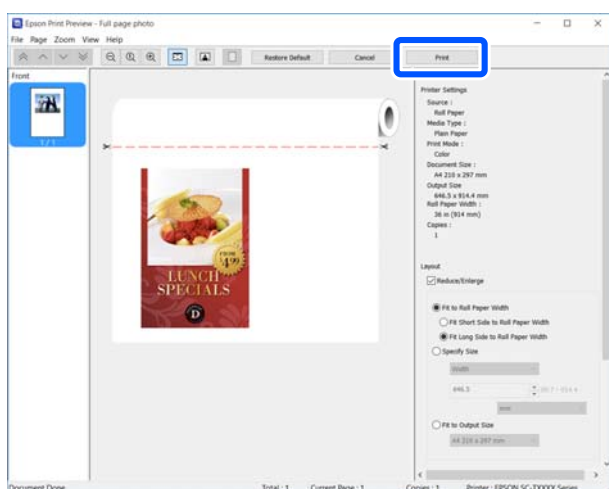 Epson Print Preview - Full page photo
File Page Zoom View Help
Restore Default Cancel Print
Front
1 / 1
FROM
$4.99
LUNCH
SPECIALS
D
Printer Settings
Source :
Roll Paper
Media Type :
Plain Paper
Print Mode :
Color
Document Size :
A4 210 x 297 mm
Output Size
646.5 x 914.4 mm
Roll Paper Width :
36 in (914 mm)
Copies :
1
Layout
Reduce/Enlarge
Fit to Roll Paper Width
Fit Short Side to Roll Paper Width
Fit Long Side to Roll Paper Width
Specify Size
Width
646.5
mm
Fit to Output Size
A4 210 x 297 mm
Document Done Total : 1 Current Page : 1 Copies : 1 Printer : EPSON SC-TXXXX Series